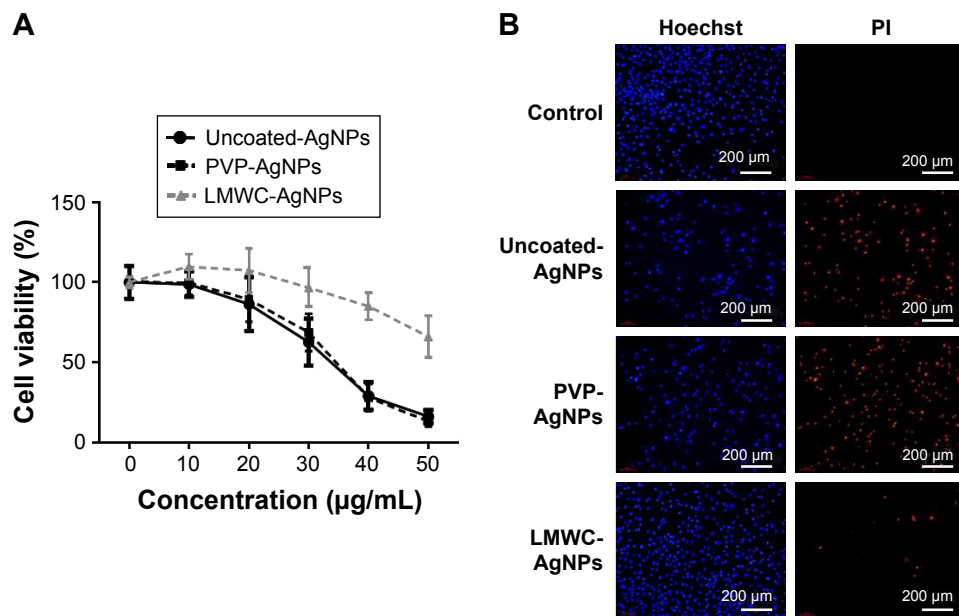 A
Uncoated-AgNPs
PVP-AgNPs
LMWC-AgNPs
150
100
50
0
Cell viability (%)
0 10 20 30 40 50
Concentration (µg/mL)
B
Hoechst PI
Control
200 µm 200 µm
Uncoated-
AgNPs
200 µm 200 µm
PVP-
AgNPs
200 µm 200 µm
LMWC-
AgNPs
200 µm 200 µm